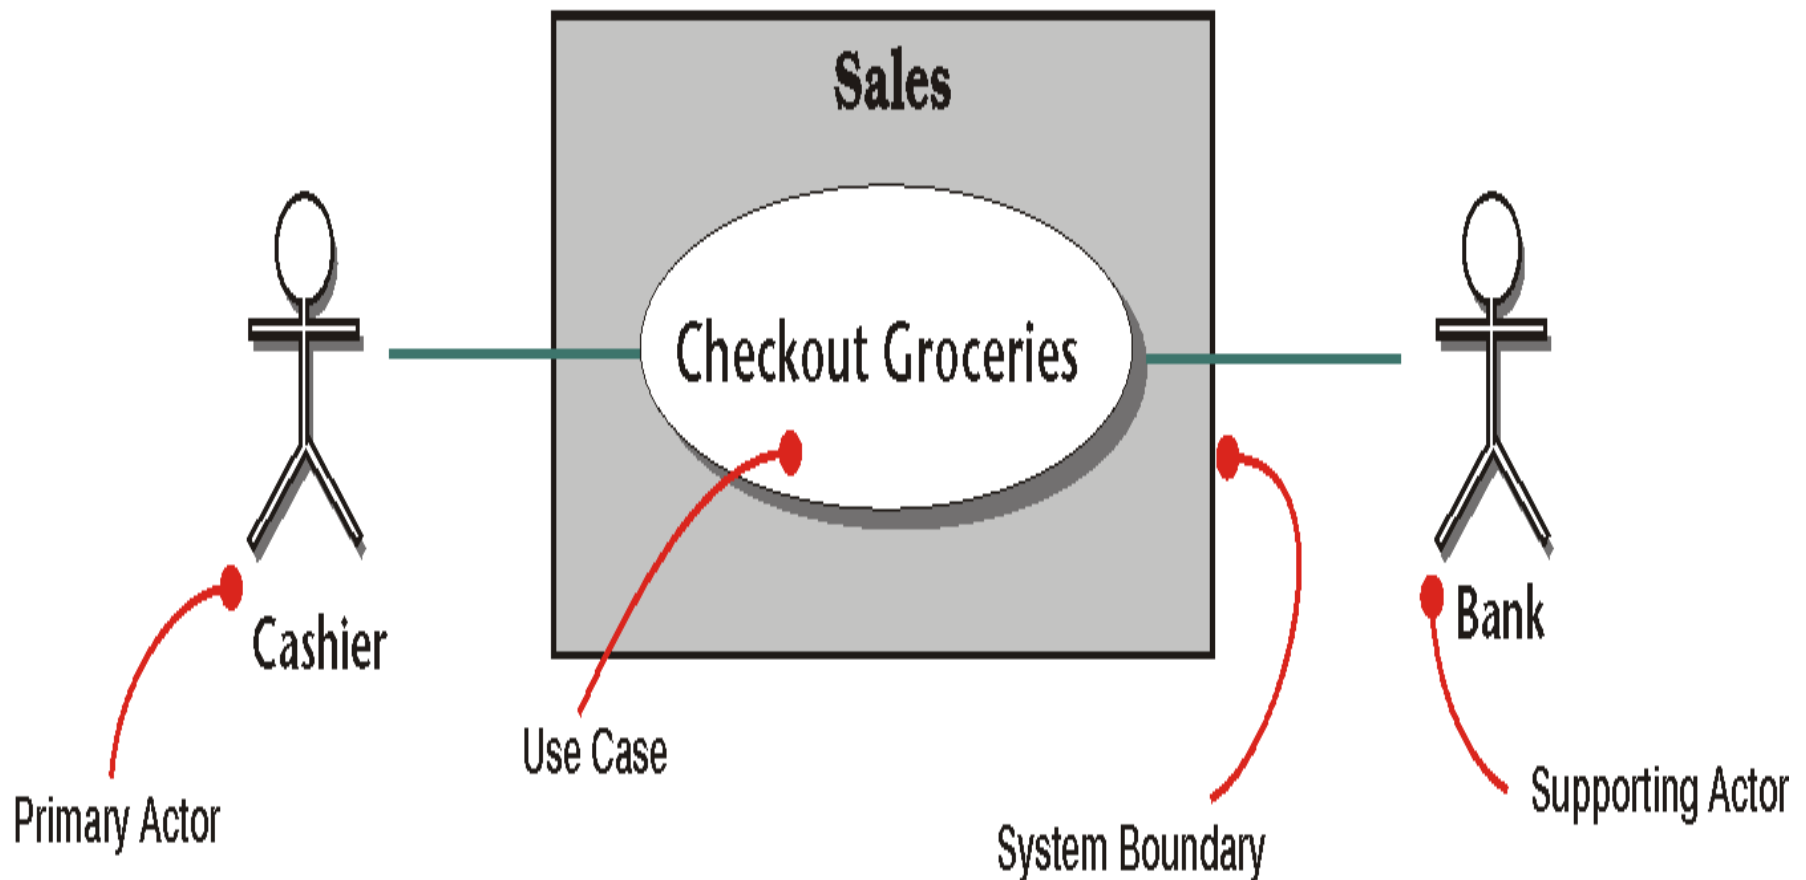 Sales
Checkout Groceries
Cashier
Bank
Use Case
Primary Actor
System Boundary
Supporting Actor